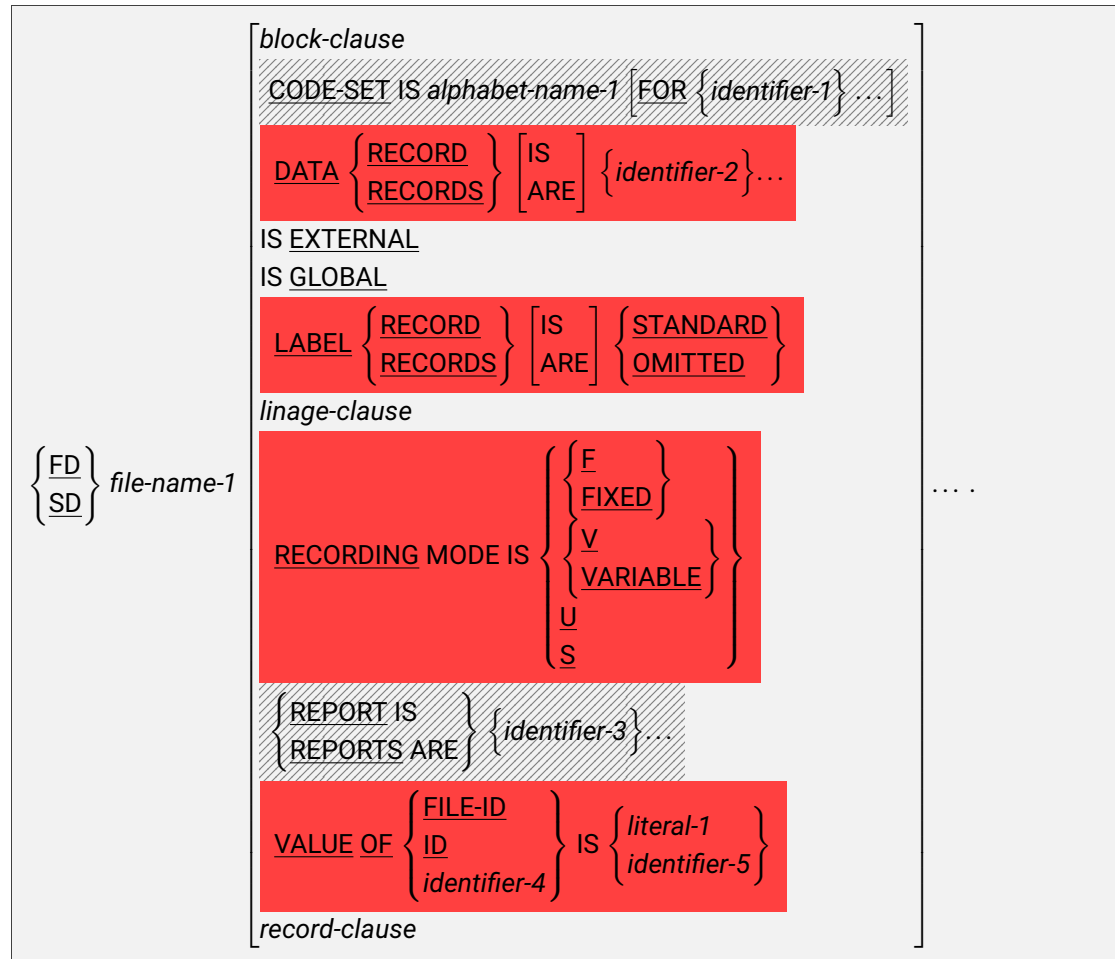 block-clause
CODE-SET IS alphabet-name-1 [FOR {identifier-1} ...]
RECORD IS
DATA { } [ ] {identifier-2} ...
RECORDS ARE
IS EXTERNAL
IS GLOBAL
RECORD IS STANDARD
LABEL { } [ ] { }
RECORDS ARE OMITTED
linage-clause
F
FD
{ } file-name-1 [ ] ... .
SD
FIXED
V
RECORDING MODE IS { }
VARIABLE
U
S
REPORT IS
{ } {identifier-3} ...
REPORTS ARE
FILE-ID
literal-1
VALUE OF { ID } IS { }
identifier-5
identifier-4
record-clause